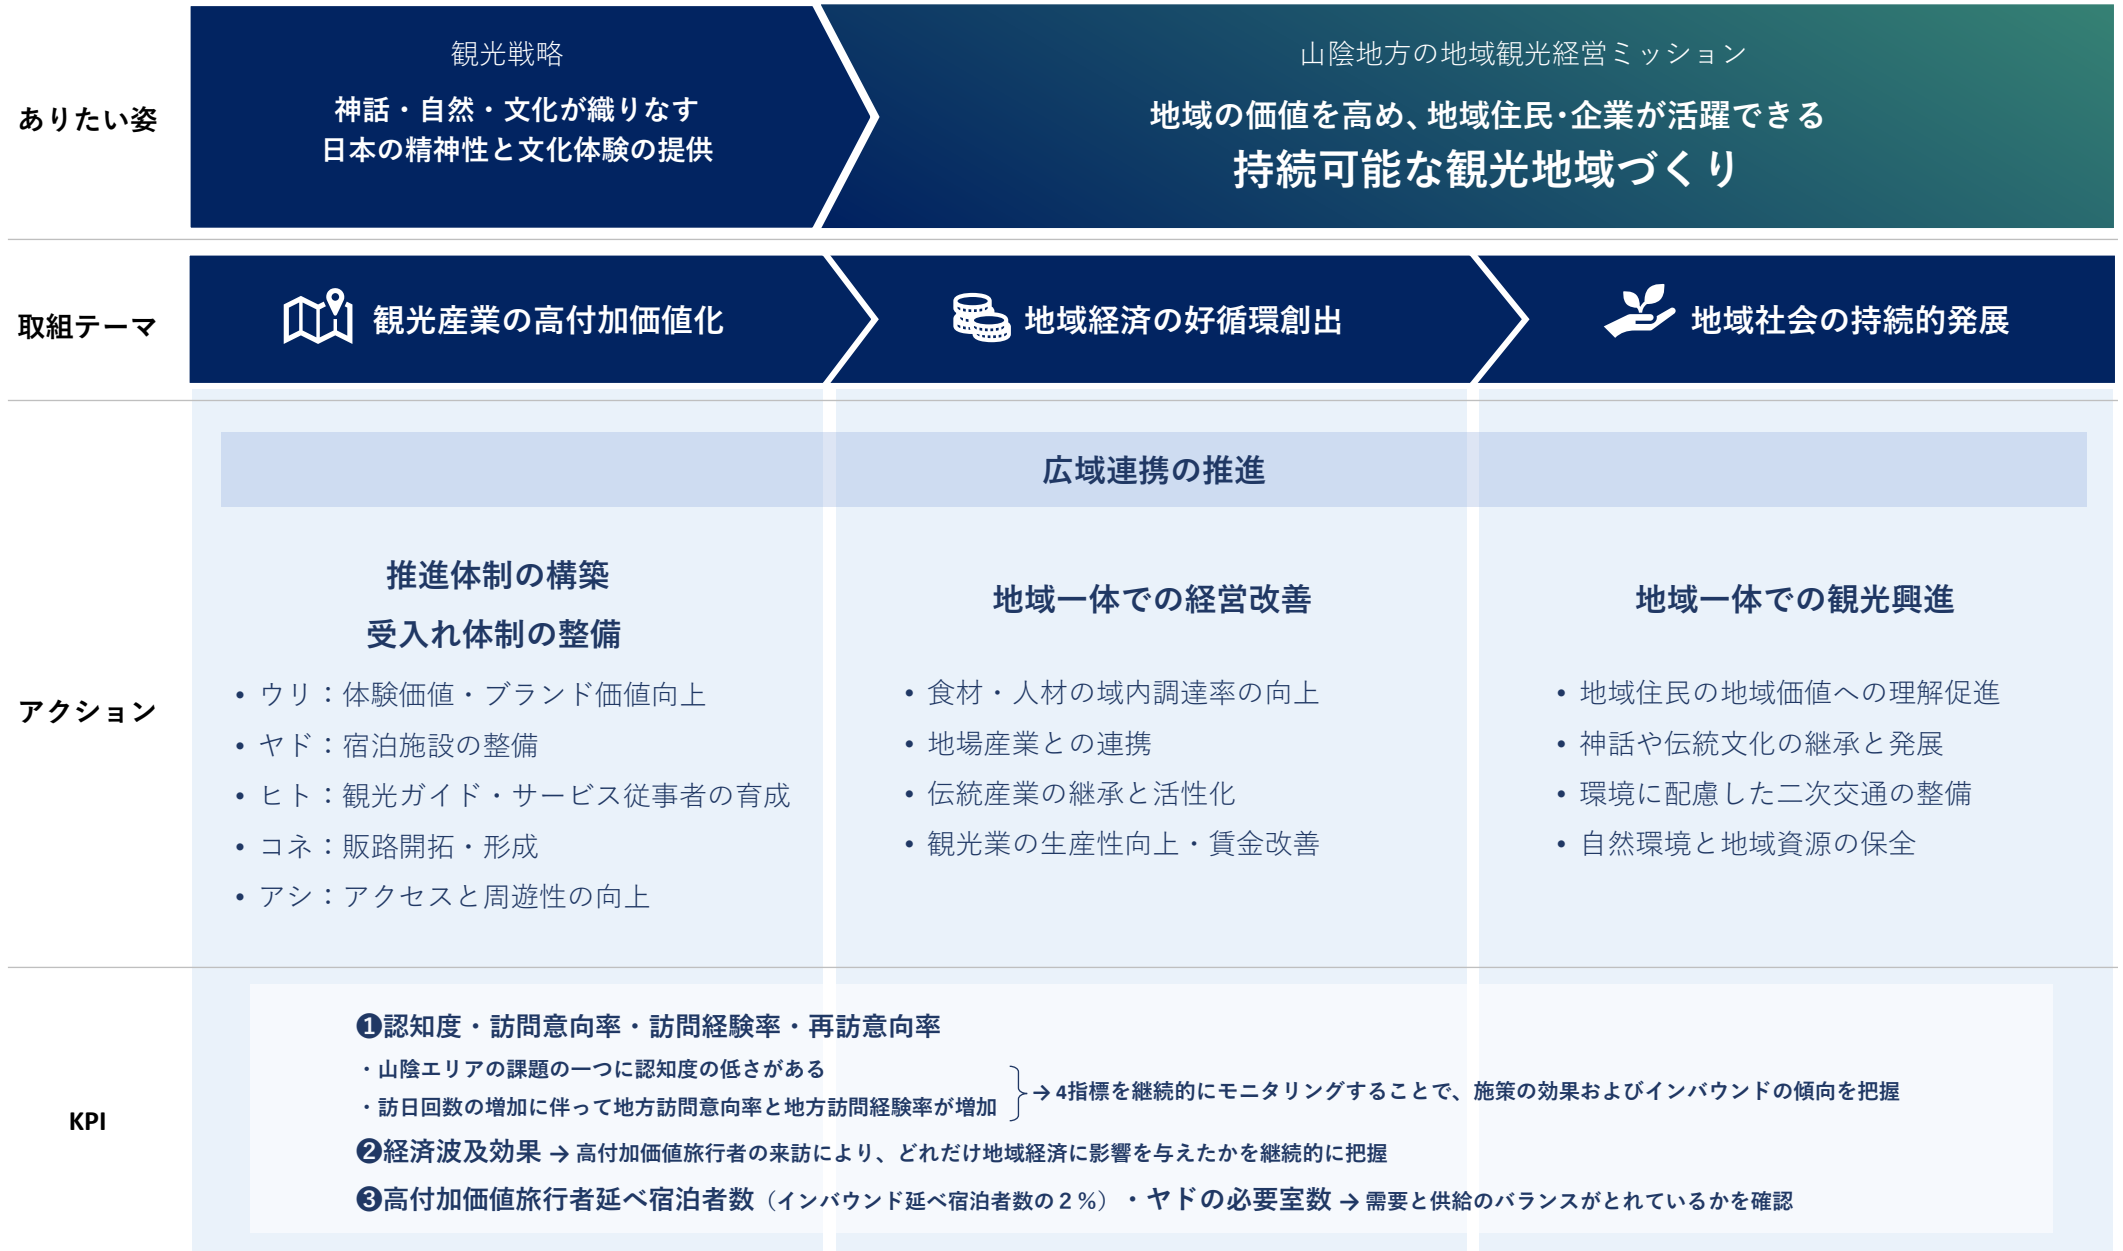 ありたい姿
観光戦略
神話・自然・文化が織りなす
日本の精神性と文化体験の提供
山陰地方の地域観光経営ミッション
地域の価値を高め、地域住民・企業が活躍できる
持続可能な観光地域づくり
取組テーマ
観光産業の高付加価値化
地域経済の好循環創出
地域社会の持続的発展
アクション
広域連携の推進
推進体制の構築
受入れ体制の整備
• ウリ：体験価値・ブランド価値向上
• ヤド：宿泊施設の整備
• ヒト：観光ガイド・サービス従事者の育成
• コネ：販路開拓・形成
• アシ：アクセスと周遊性の向上
地域一体での経営改善
• 食材・人材の域内調達率の向上
• 地場産業との連携
• 伝統産業の継承と活性化
• 観光業の生産性向上・賃金改善
地域一体での観光興進
• 地域住民の地域価値への理解促進
• 神話や伝統文化の継承と発展
• 環境に配慮した二次交通の整備
• 自然環境と地域資源の保全
KPI
❶認知度・訪問意向率・訪問経験率・再訪意向率
・山陰エリアの課題の一つに認知度の低さがある
・訪日回数の増加に伴って地方訪問意向率と地方訪問経験率が増加
→ 4指標を継続的にモニタリングすることで、施策の効果およびインバウンドの傾向を把握
❷経済波及効果 → 高付加価値旅行者の来訪により、どれだけ地域経済に影響を与えたかを継続的に把握
❸高付加価値旅行者延べ宿泊者数（インバウンド延べ宿泊者数の２％）・ヤドの必要室数 → 需要と供給のバランスがとれているかを確認